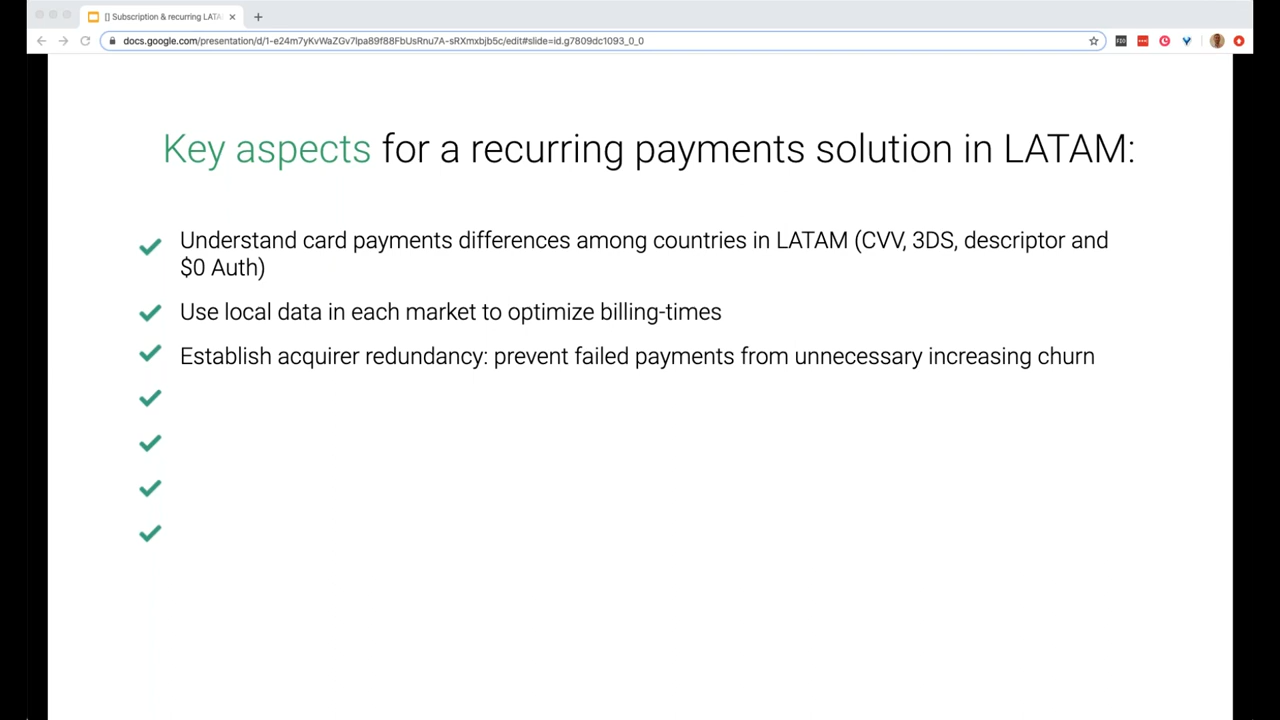 [] Subscription & recurring LATA
docs.google.com/presentation/d/1-e24m7yKvWaZGv7lpa89f88FbUsRnu7A-sRXmxbjb5c/edit#slide=id.g7809dc1093_0_0
Key aspects for a recurring payments solution in LATAM:
Understand card payments differences among countries in LATAM (CVV, 3DS, descriptor and
$0 Auth)
Use local data in each market to optimize billing-times
Establish acquirer redundancy: prevent failed payments from unnecessary increasing churn